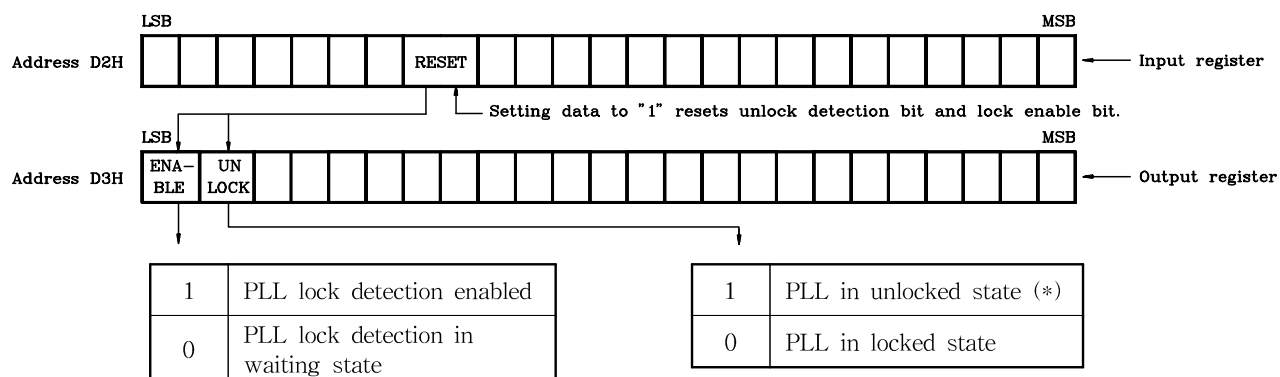 LSB MSB
Address D2H RESET Input register
Setting data to "1" resets unlock detection bit and lock enable bit.
LSB MSB
Address D3H ENA- BLE UN LOCK Output register
1 PLL lock detection enabled
0 PLL lock detection in
waiting state
1 PLL in unlocked state (*)
0 PLL in locked state